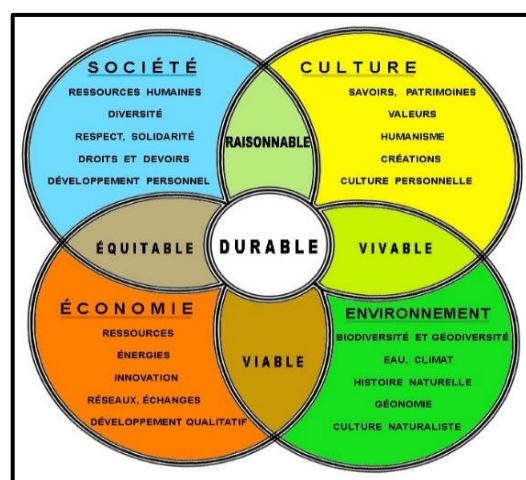 SOCIÉTÉ
RESSOURCES HUMAINES
DIVERSITÉ
RESPECT, SOLIDARITÉ
DROITS ET DEVOIRS
DÉVELOPPEMENT PERSONNEL
CULTURE
SAVOIRS, PATRIMOINES
VALEURS
HUMANISME
CRÉATIONS
CULTURE PERSONNELLE
RAISONNABLE
ÉQUITABLE
DURABLE
VIVABLE
ÉCONOMIE
RESSOURCES
ÉNERGIES
INNOVATION
RÉSEAUX, ÉCHANGES
DÉVELOPPEMENT QUALITATIF
VIABLE
ENVIRONNEMENT
BIODIVERSITÉ ET GÉODIVERSITÉ
EAU, CLIMAT
HISTOIRE NATURELLE
GÉONOMIE
CULTURE NATURALISTE